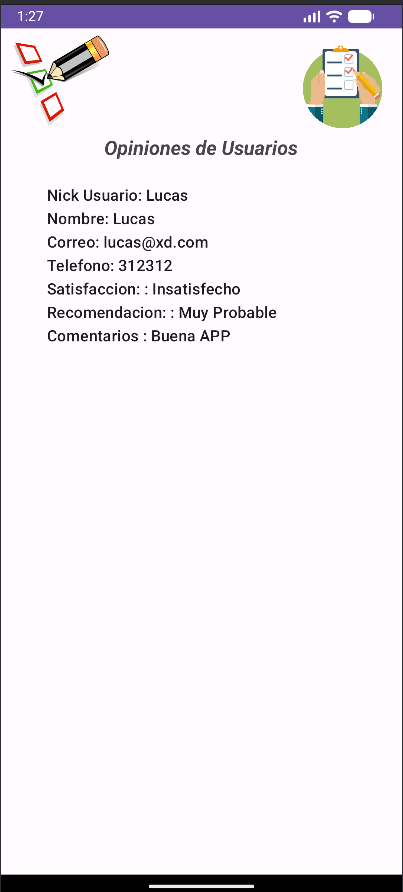 1:27
Opiniones de Usuarios
Nick Usuario: Lucas
Nombre: Lucas
Correo: lucas@xd.com
Telefono: 312312
Satisfaccion: : Insatisfecho
Recomendacion: : Muy Probable
Comentarios : Buena APP